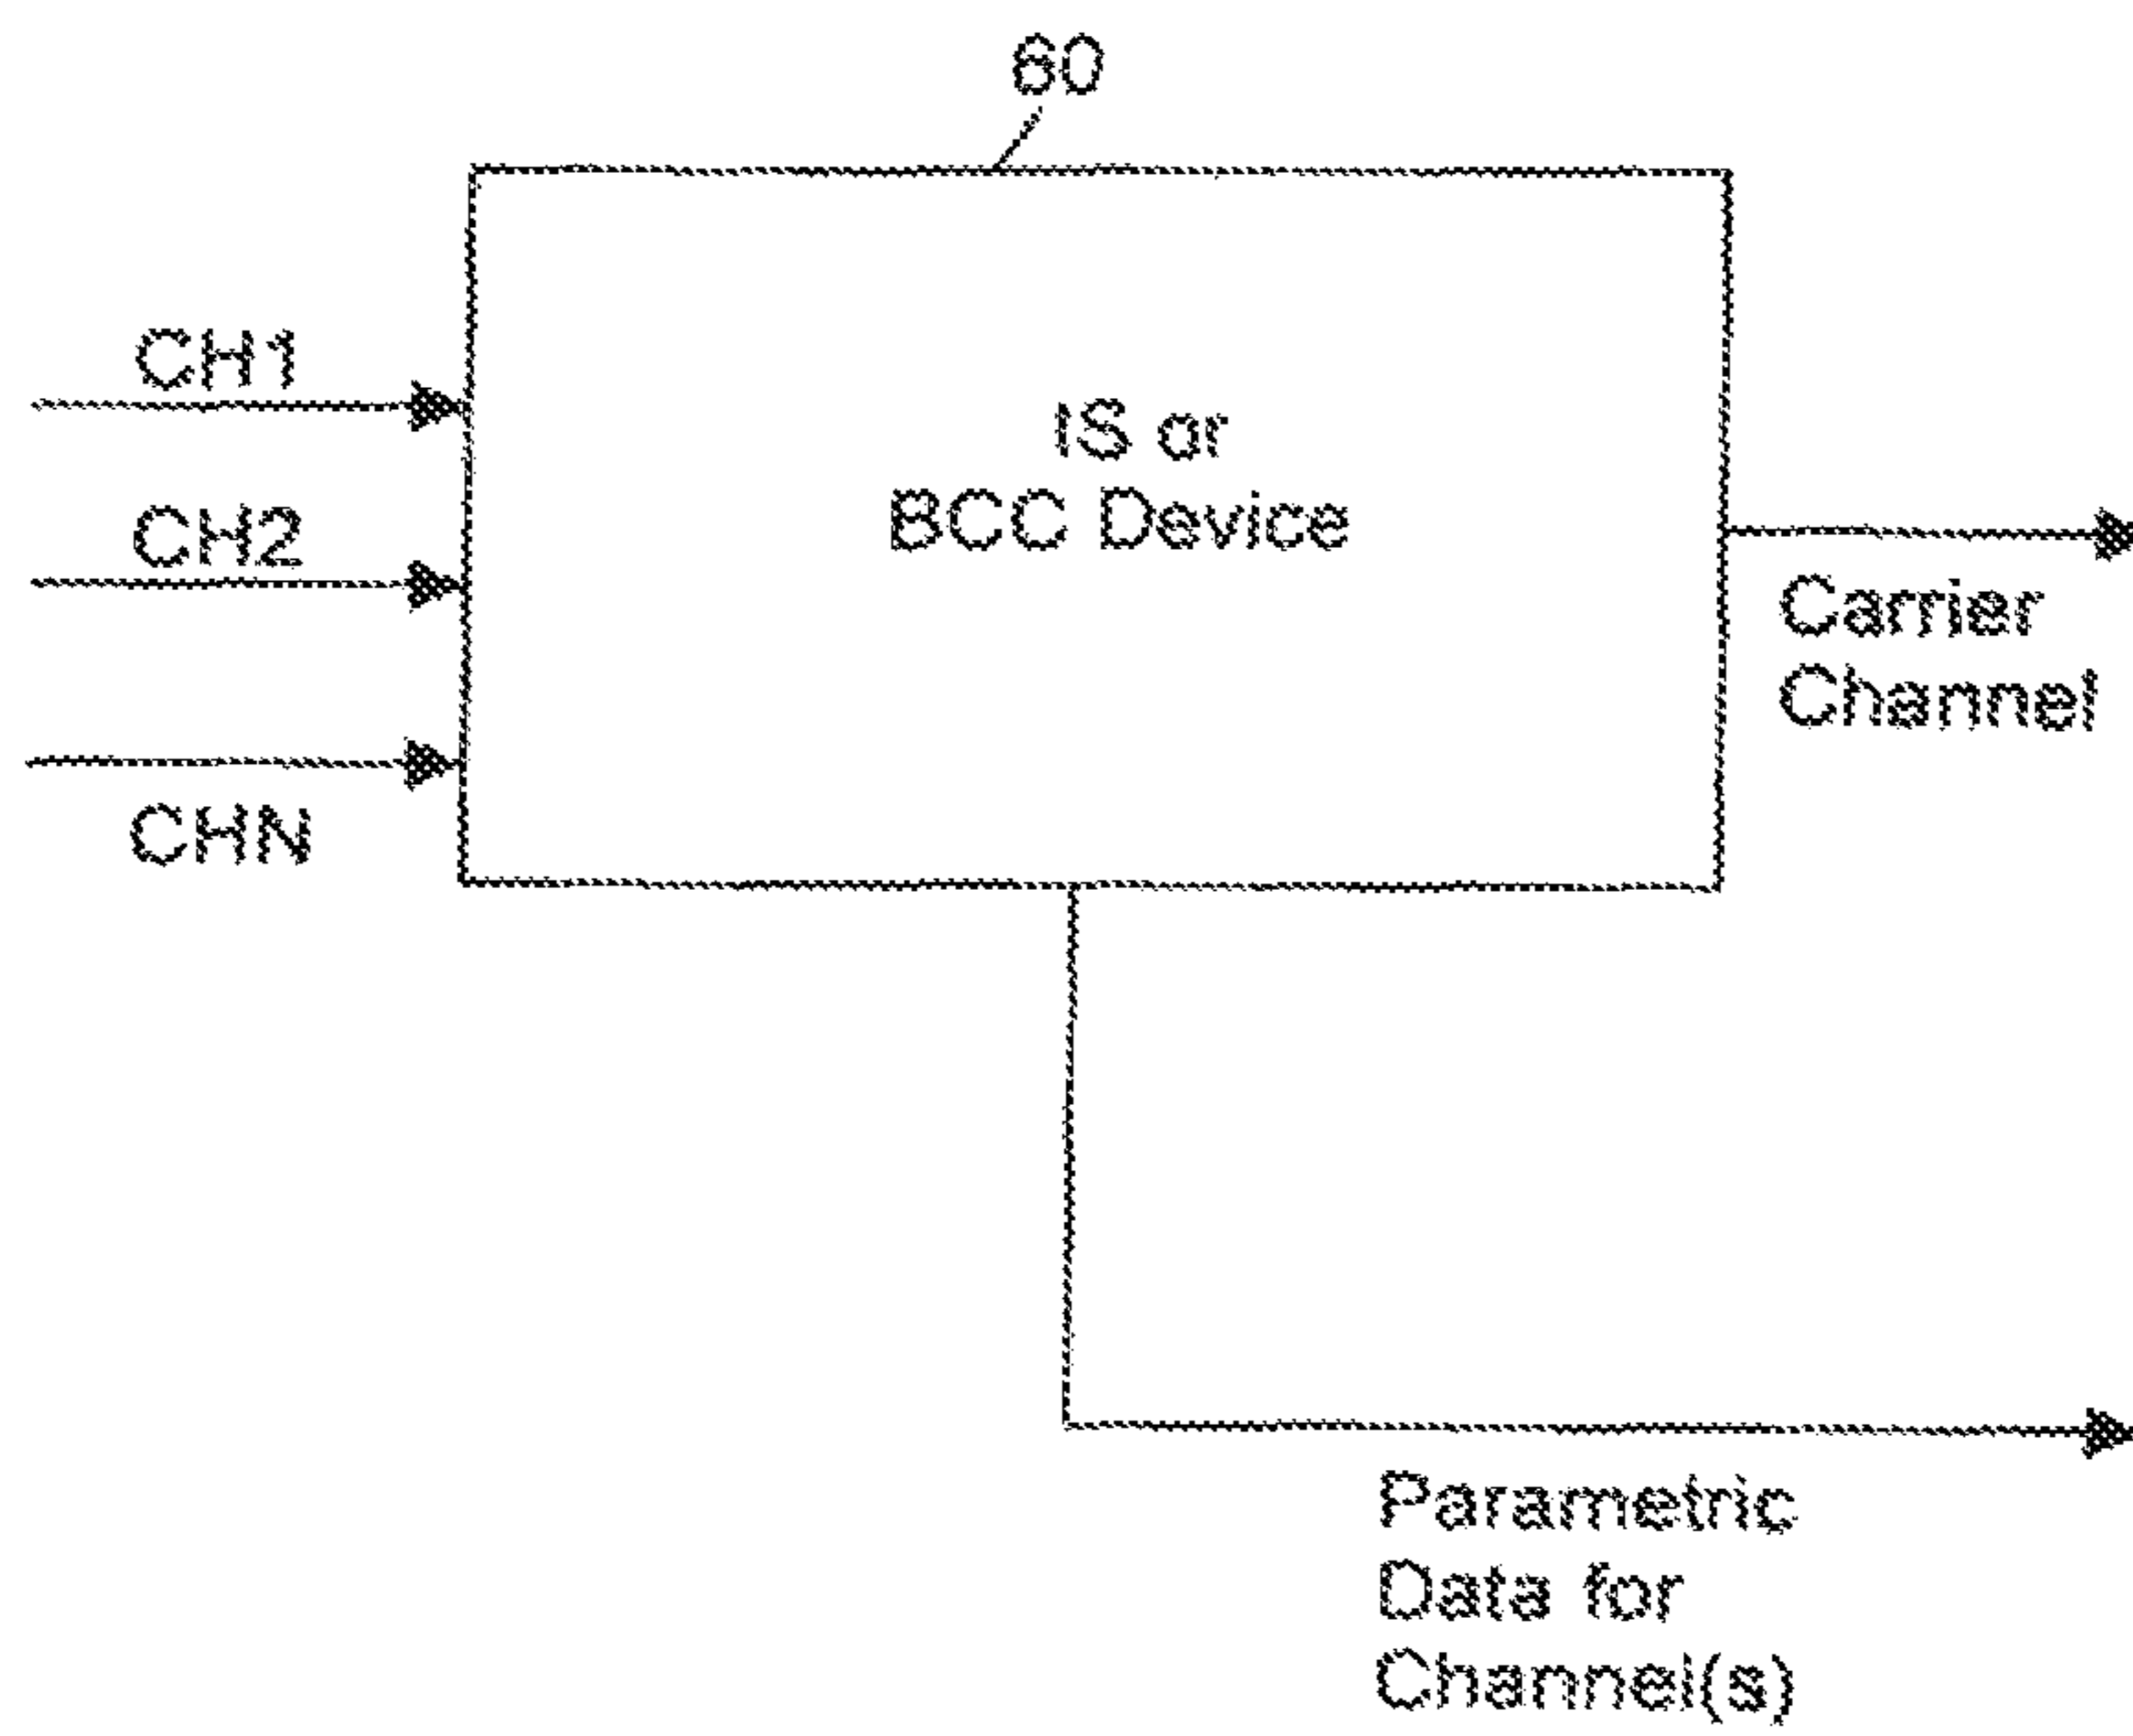 60
CH1
CH2
CHN
IS or
BCC Device
Carrier
Channel
Parametric
Data for
Channel(s)